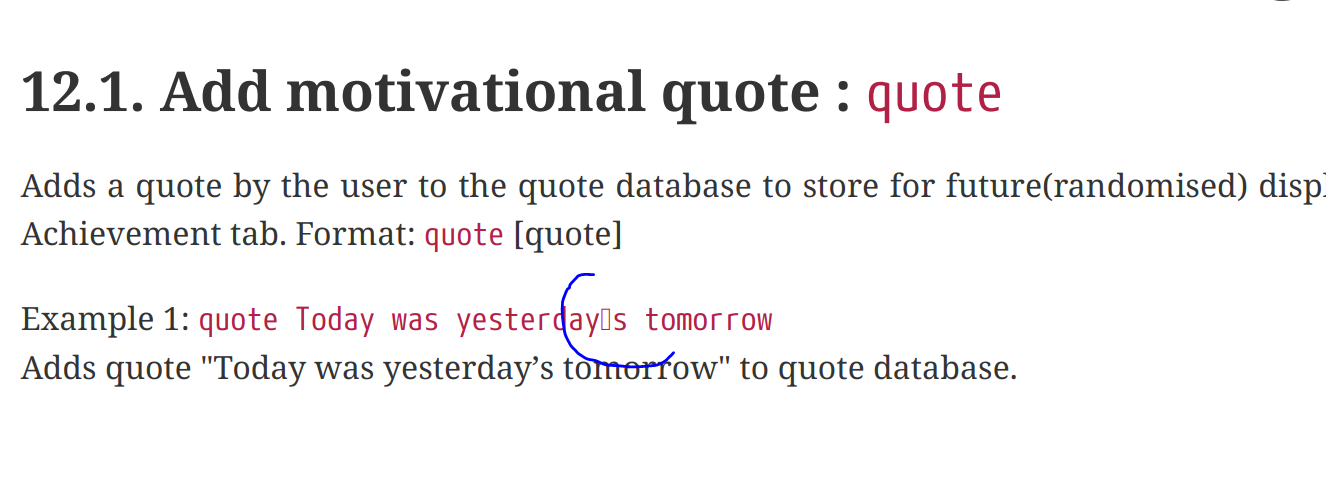 12.1. Add motivational quote : quote
Adds a quote by the user to the quote database to store for future(randomised)
Achievement tab. Format: quote [quote]
Example 1: quote Today was yesterday▯s tomorrow
Adds quote "Today was yesterday’s tomorrow" to quote database.